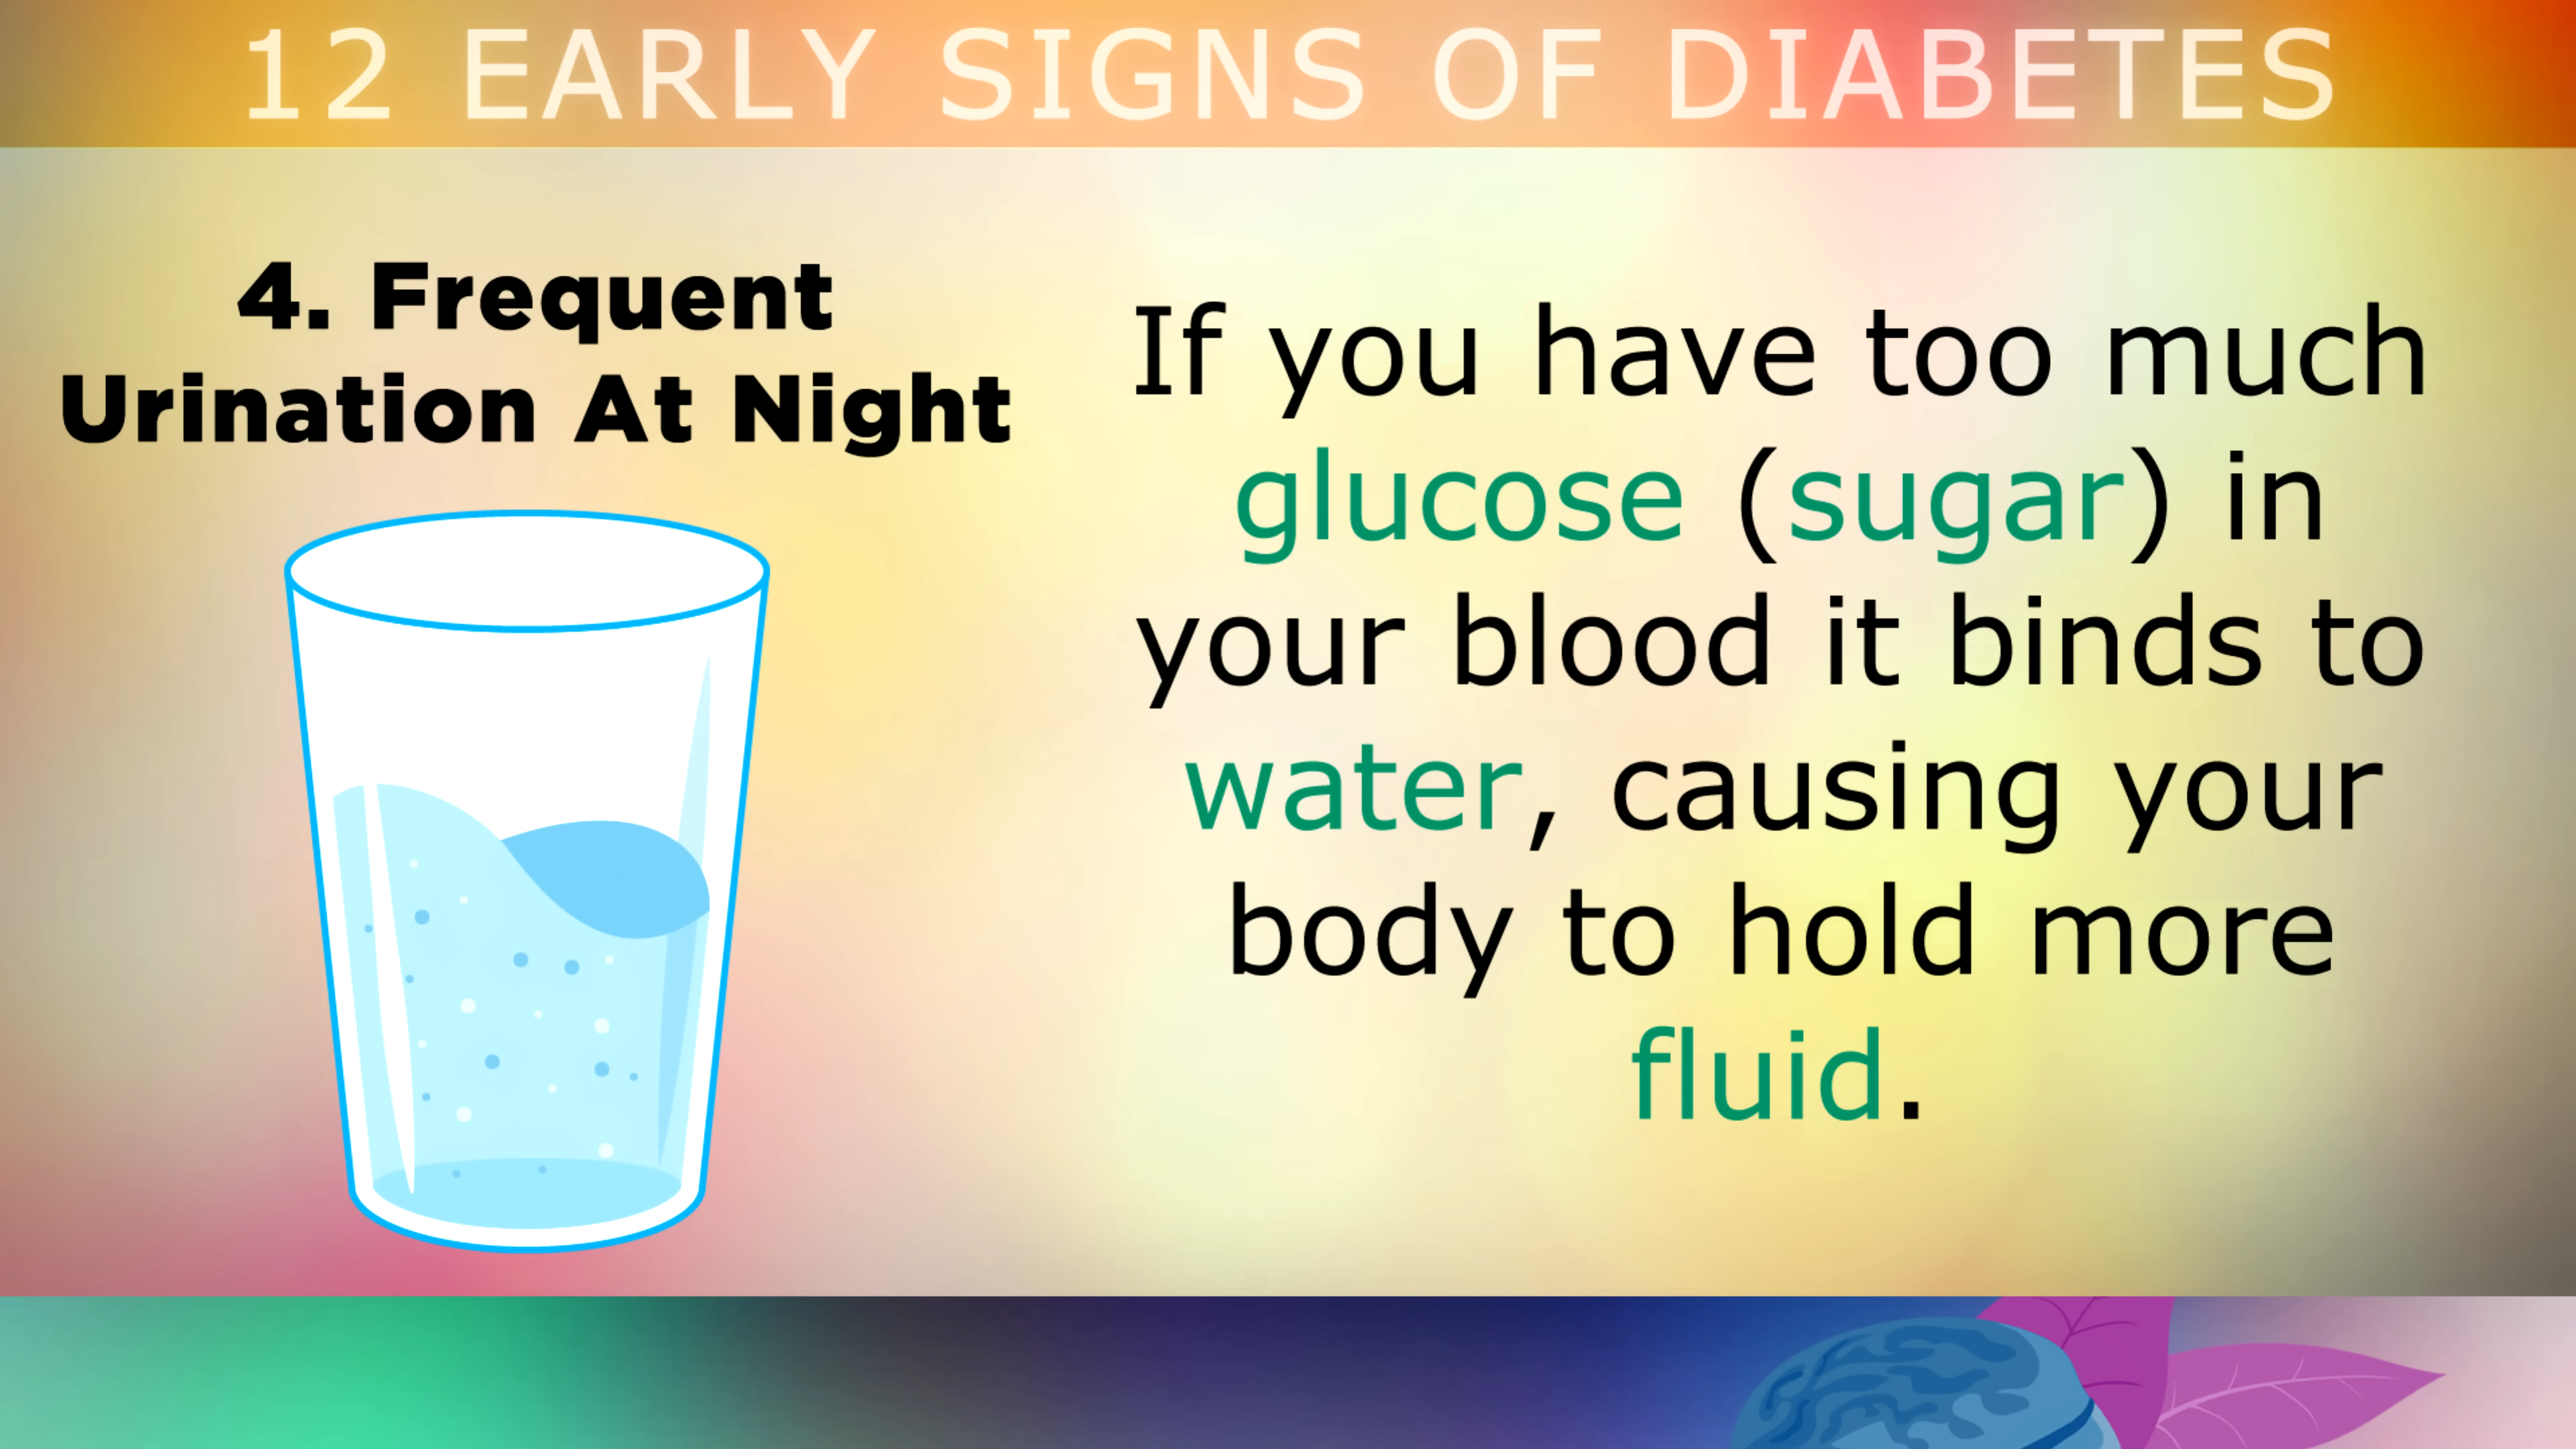 12 EARLY SIGNS OF DIABETES
4. Frequent
Urination At Night
If you have too much
glucose (sugar) in
your blood it binds to
water, causing your
body to hold more
fluid.